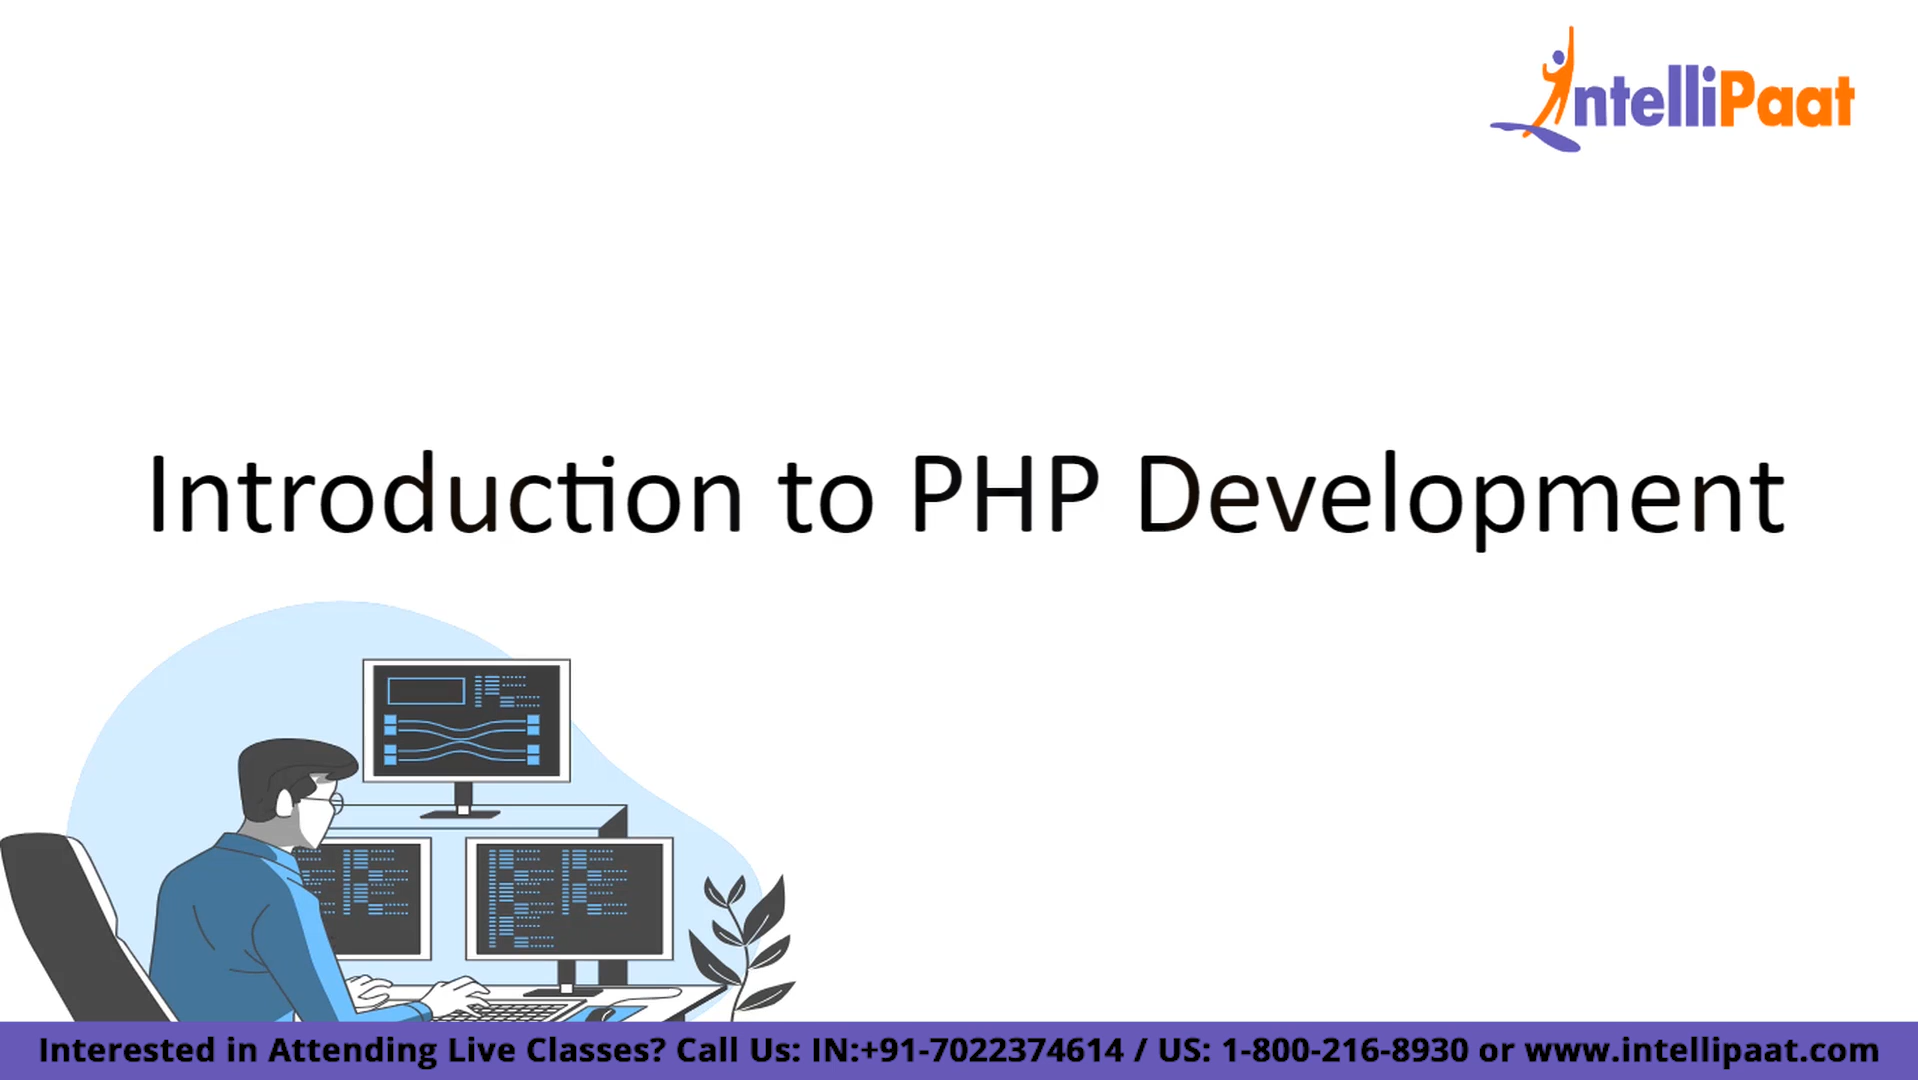 IntelliPaat
Introduction to PHP Development
Interested in Attending Live Classes? Call Us: IN:+91-7022374614 / US: 1-800-216-8930 or www.intellipaat.com